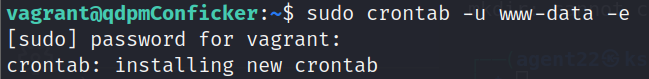 vagrant@qdpmConficker:~$ sudo crontab -u www-data -e
[sudo] password for vagrant:
crontab: installing new crontab